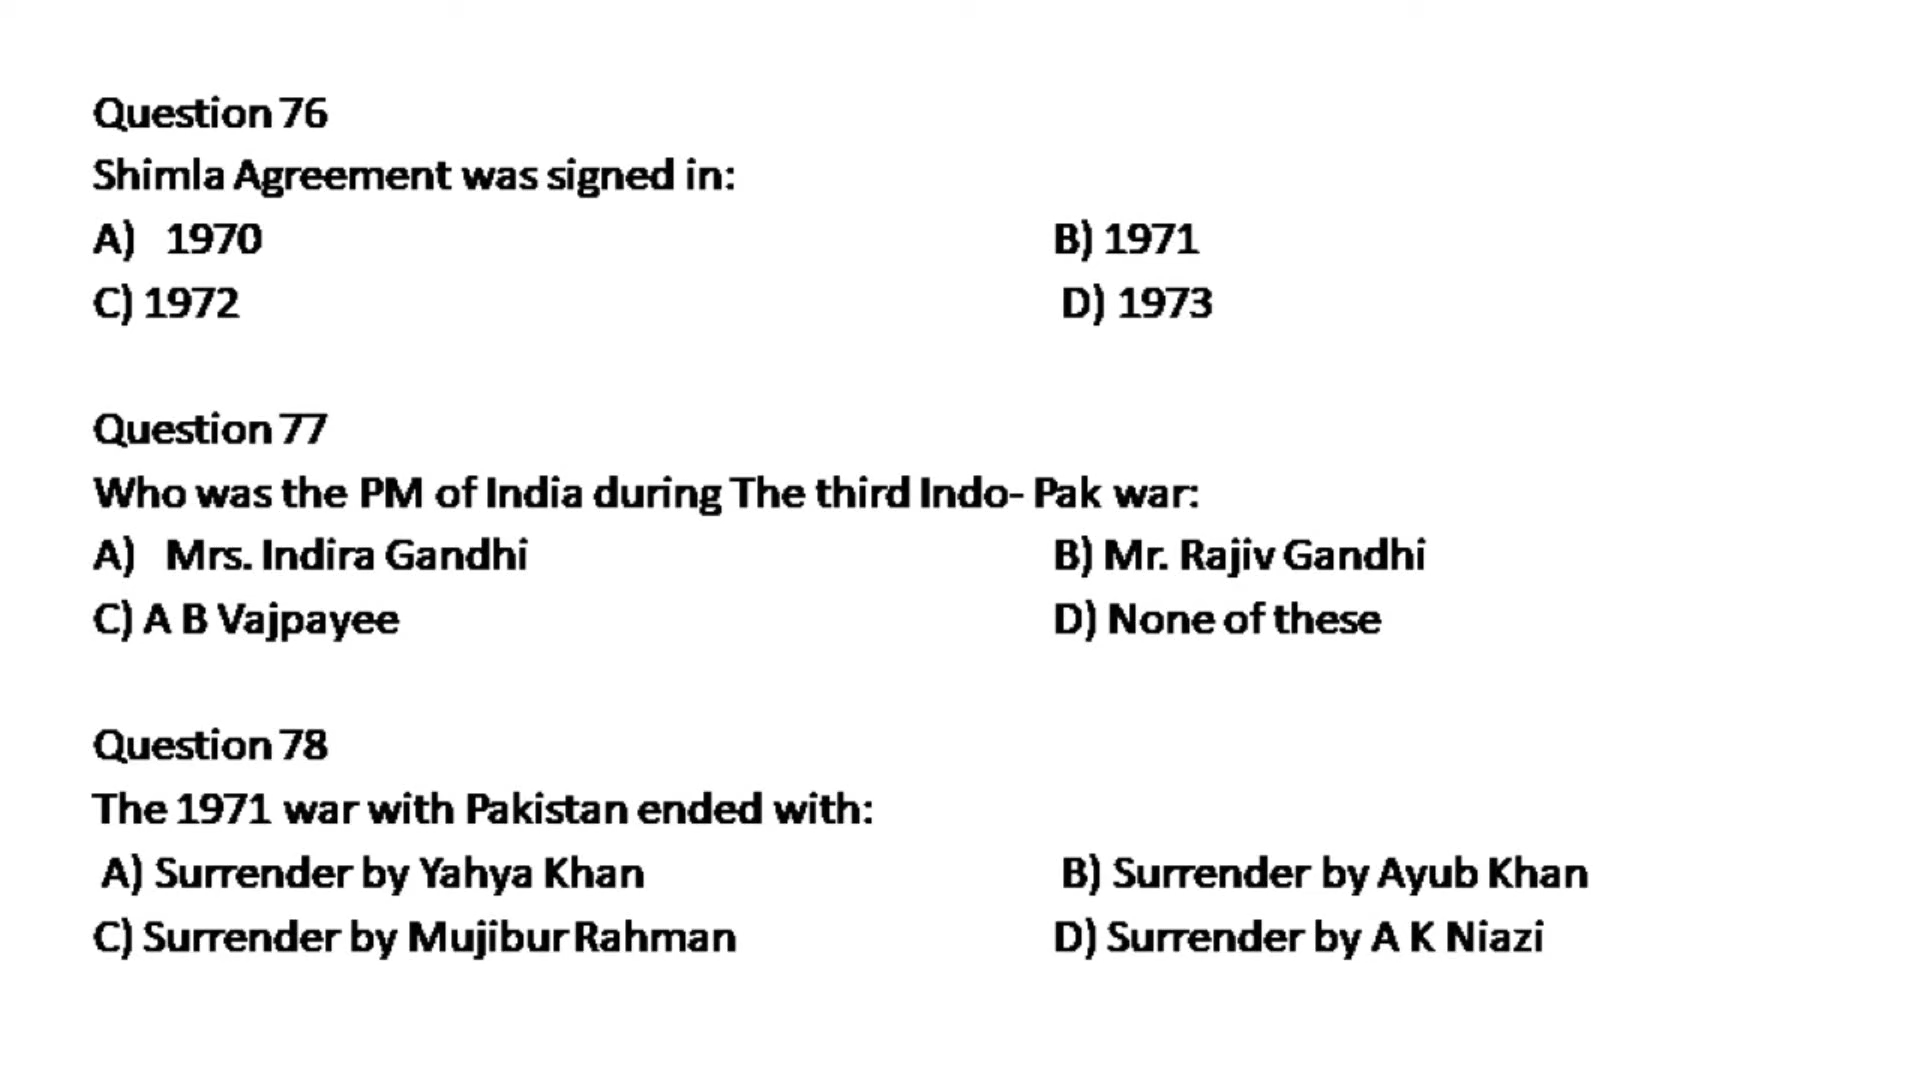 Question 76
Shimla Agreement was signed in:
A) 1970 B) 1971
C) 1972 D) 1973
Question 77
Who was the PM of India during The third Indo- Pak war:
A) Mrs. Indira Gandhi B) Mr. Rajiv Gandhi
C) A B Vajpayee D) None of these
Question 78
The 1971 war with Pakistan ended with:
A) Surrender by Yahya Khan B) Surrender by Ayub Khan
C) Surrender by Mujibur Rahman D) Surrender by A K Niazi